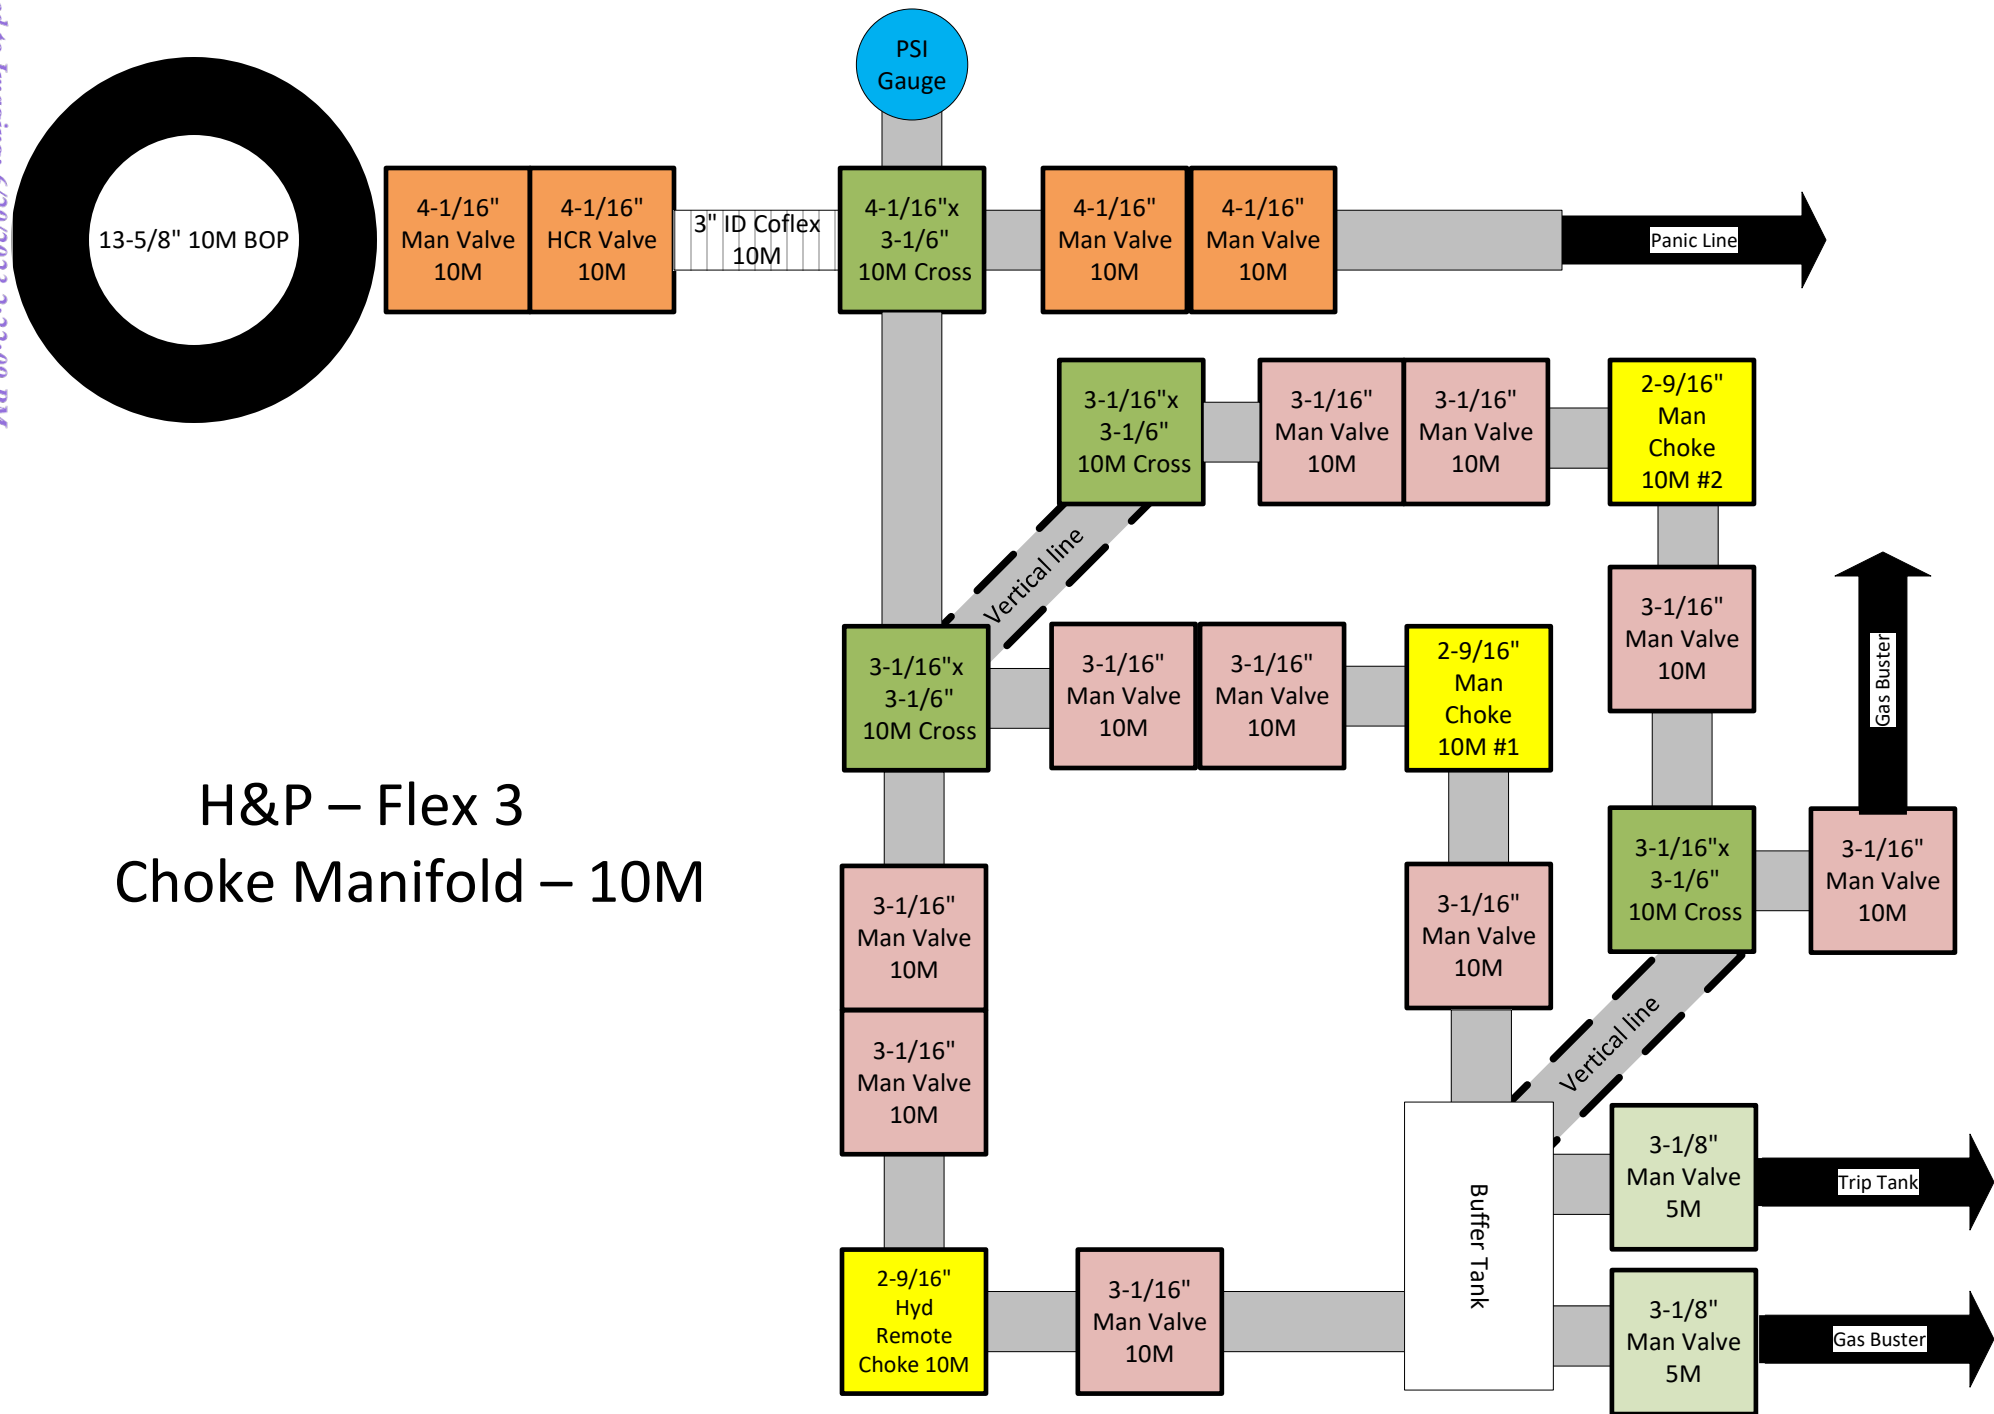 PSI
Gauge
13-5/8" 10M BOP
4-1/16"
Man Valve
10M
4-1/16"
HCR Valve
10M
3" ID Coflex
10M
4-1/16"x
3-1/6"
10M Cross
4-1/16"
Man Valve
10M
4-1/16"
Man Valve
10M
Panic Line
3-1/16"x
3-1/6"
10M Cross
3-1/16"
Man Valve
10M
3-1/16"
Man Valve
10M
2-9/16"
Man
Choke
10M #2
Vertical line
3-1/16"
Man Valve
10M
Gas Buster
3-1/16"x
3-1/6"
10M Cross
3-1/16"
Man Valve
10M
3-1/16"
Man Valve
10M
2-9/16"
Man
Choke
10M #1
H&P – Flex 3
Choke Manifold – 10M
3-1/16"
Man Valve
10M
3-1/16"
Man Valve
10M
3-1/16"x
3-1/6"
10M Cross
3-1/16"
Man Valve
10M
3-1/16"
Man Valve
10M
Vertical line
Buffer Tank
3-1/8"
Man Valve
5M
Trip Tank
2-9/16"
Hyd
Remote
Choke 10M
3-1/16"
Man Valve
10M
3-1/8"
Man Valve
5M
Gas Buster